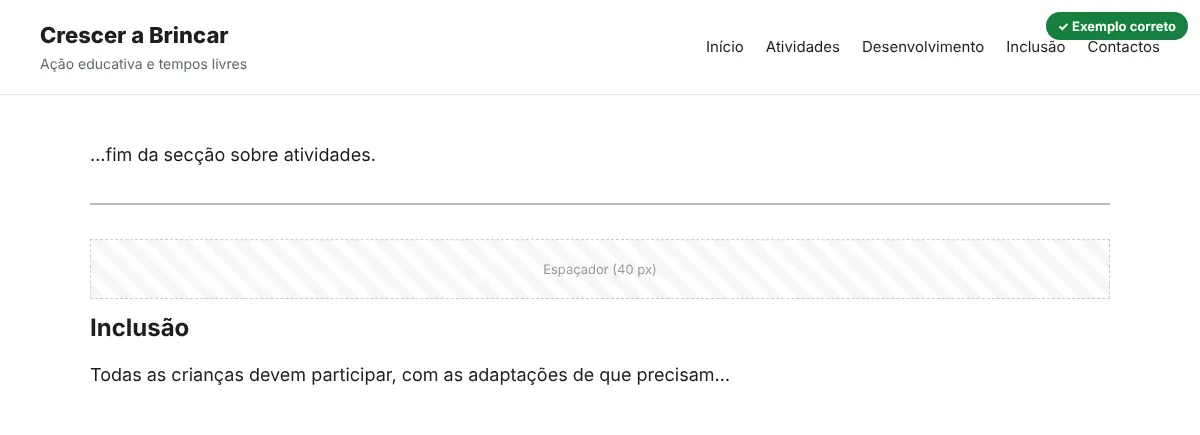 Crescer a Brincar
Ação educativa e tempos livres
✓ Exemplo correto
Início Atividades Desenvolvimento Inclusão Contactos
...fim da secção sobre atividades.
Espaçador (40 px)
Inclusão
Todas as crianças devem participar, com as adaptações de que precisam...